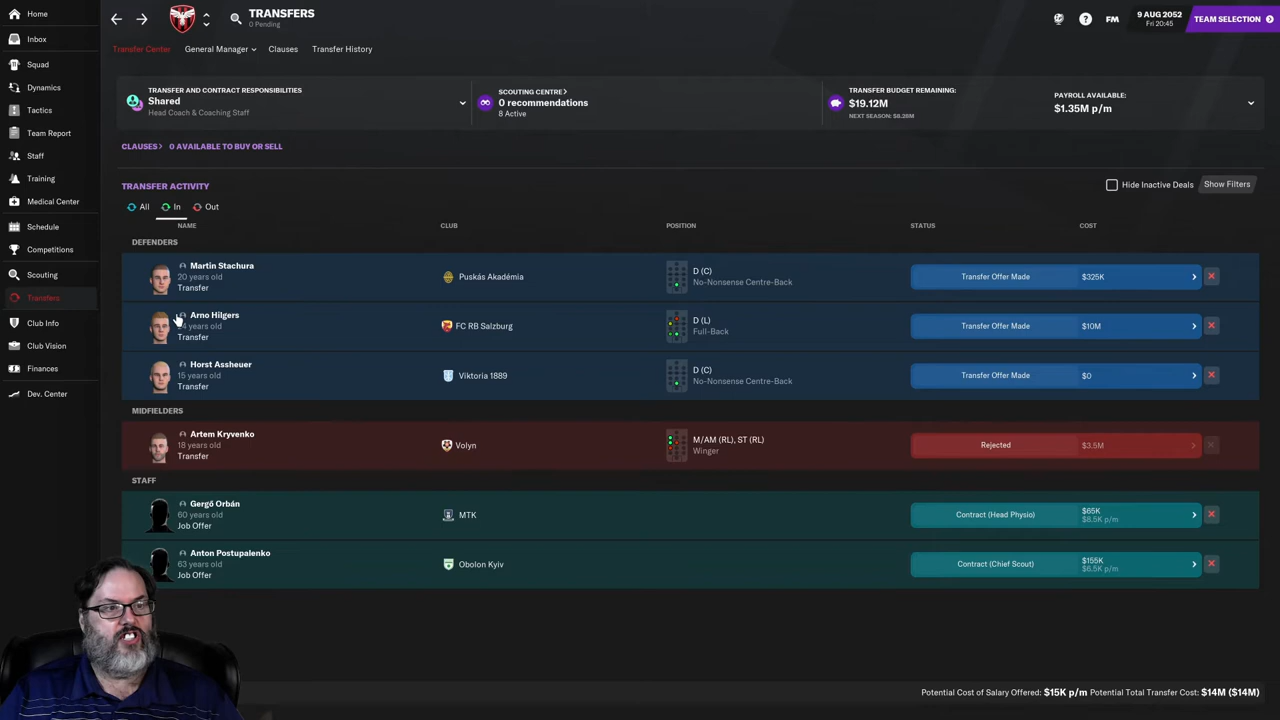 Home
Inbox
Squad
Dynamics
Tactics
Team Report
Staff
Training
Medical Center
Schedule
Competitions
Scouting
Transfers
Club Info
Club Vision
Finances
Dev. Center
TRANSFERS
0 Pending
FM
9 AUG 2052
Fri 20:45
TEAM SELECTION
Transfer Center
General Manager
Clauses
Transfer History
TRANSFER AND CONTRACT RESPONSIBILITIES
Shared
Head Coach & Coaching Staff
SCOUTING CENTRE
0 recommendations
8 Active
TRANSFER BUDGET REMAINING:
$19.12M
NEXT SEASON: $6.28M
PAYROLL AVAILABLE:
$1.35M p/m
CLAUSES 0 AVAILABLE TO BUY OR SELL
TRANSFER ACTIVITY
Hide Inactive Deals
Show Filters
All In Out
NAME CLUB POSITION STATUS COST
DEFENDERS
Martin Stachura
20 years old
Transfer
Puskás Akadémia
D (C)
No-Nonsense Centre-Back
Transfer Offer Made $325K
Arno Hilgers
4 years old
Transfer
FC RB Salzburg
D (L)
Full-Back
Transfer Offer Made $10M
Horst Assheuer
15 years old
Transfer
Viktoria 1889
D (C)
No-Nonsense Centre-Back
Transfer Offer Made $0
MIDFIELDERS
Artem Kryvenko
18 years old
Transfer
Volyn
M/AM (RL), ST (RL)
Winger
Rejected $3.5M
STAFF
Gergő Orbán
60 years old
Job Offer
MTK
Contract (Head Physio)
$65K
$8.5K p/m
Anton Postupalenko
63 years old
Job Offer
Obolon Kyiv
Contract (Chief Scout)
$155K
$6.5K p/m
Potential Cost of Salary Offered: $15K p/m Potential Total Transfer Cost: $14M ($14M)